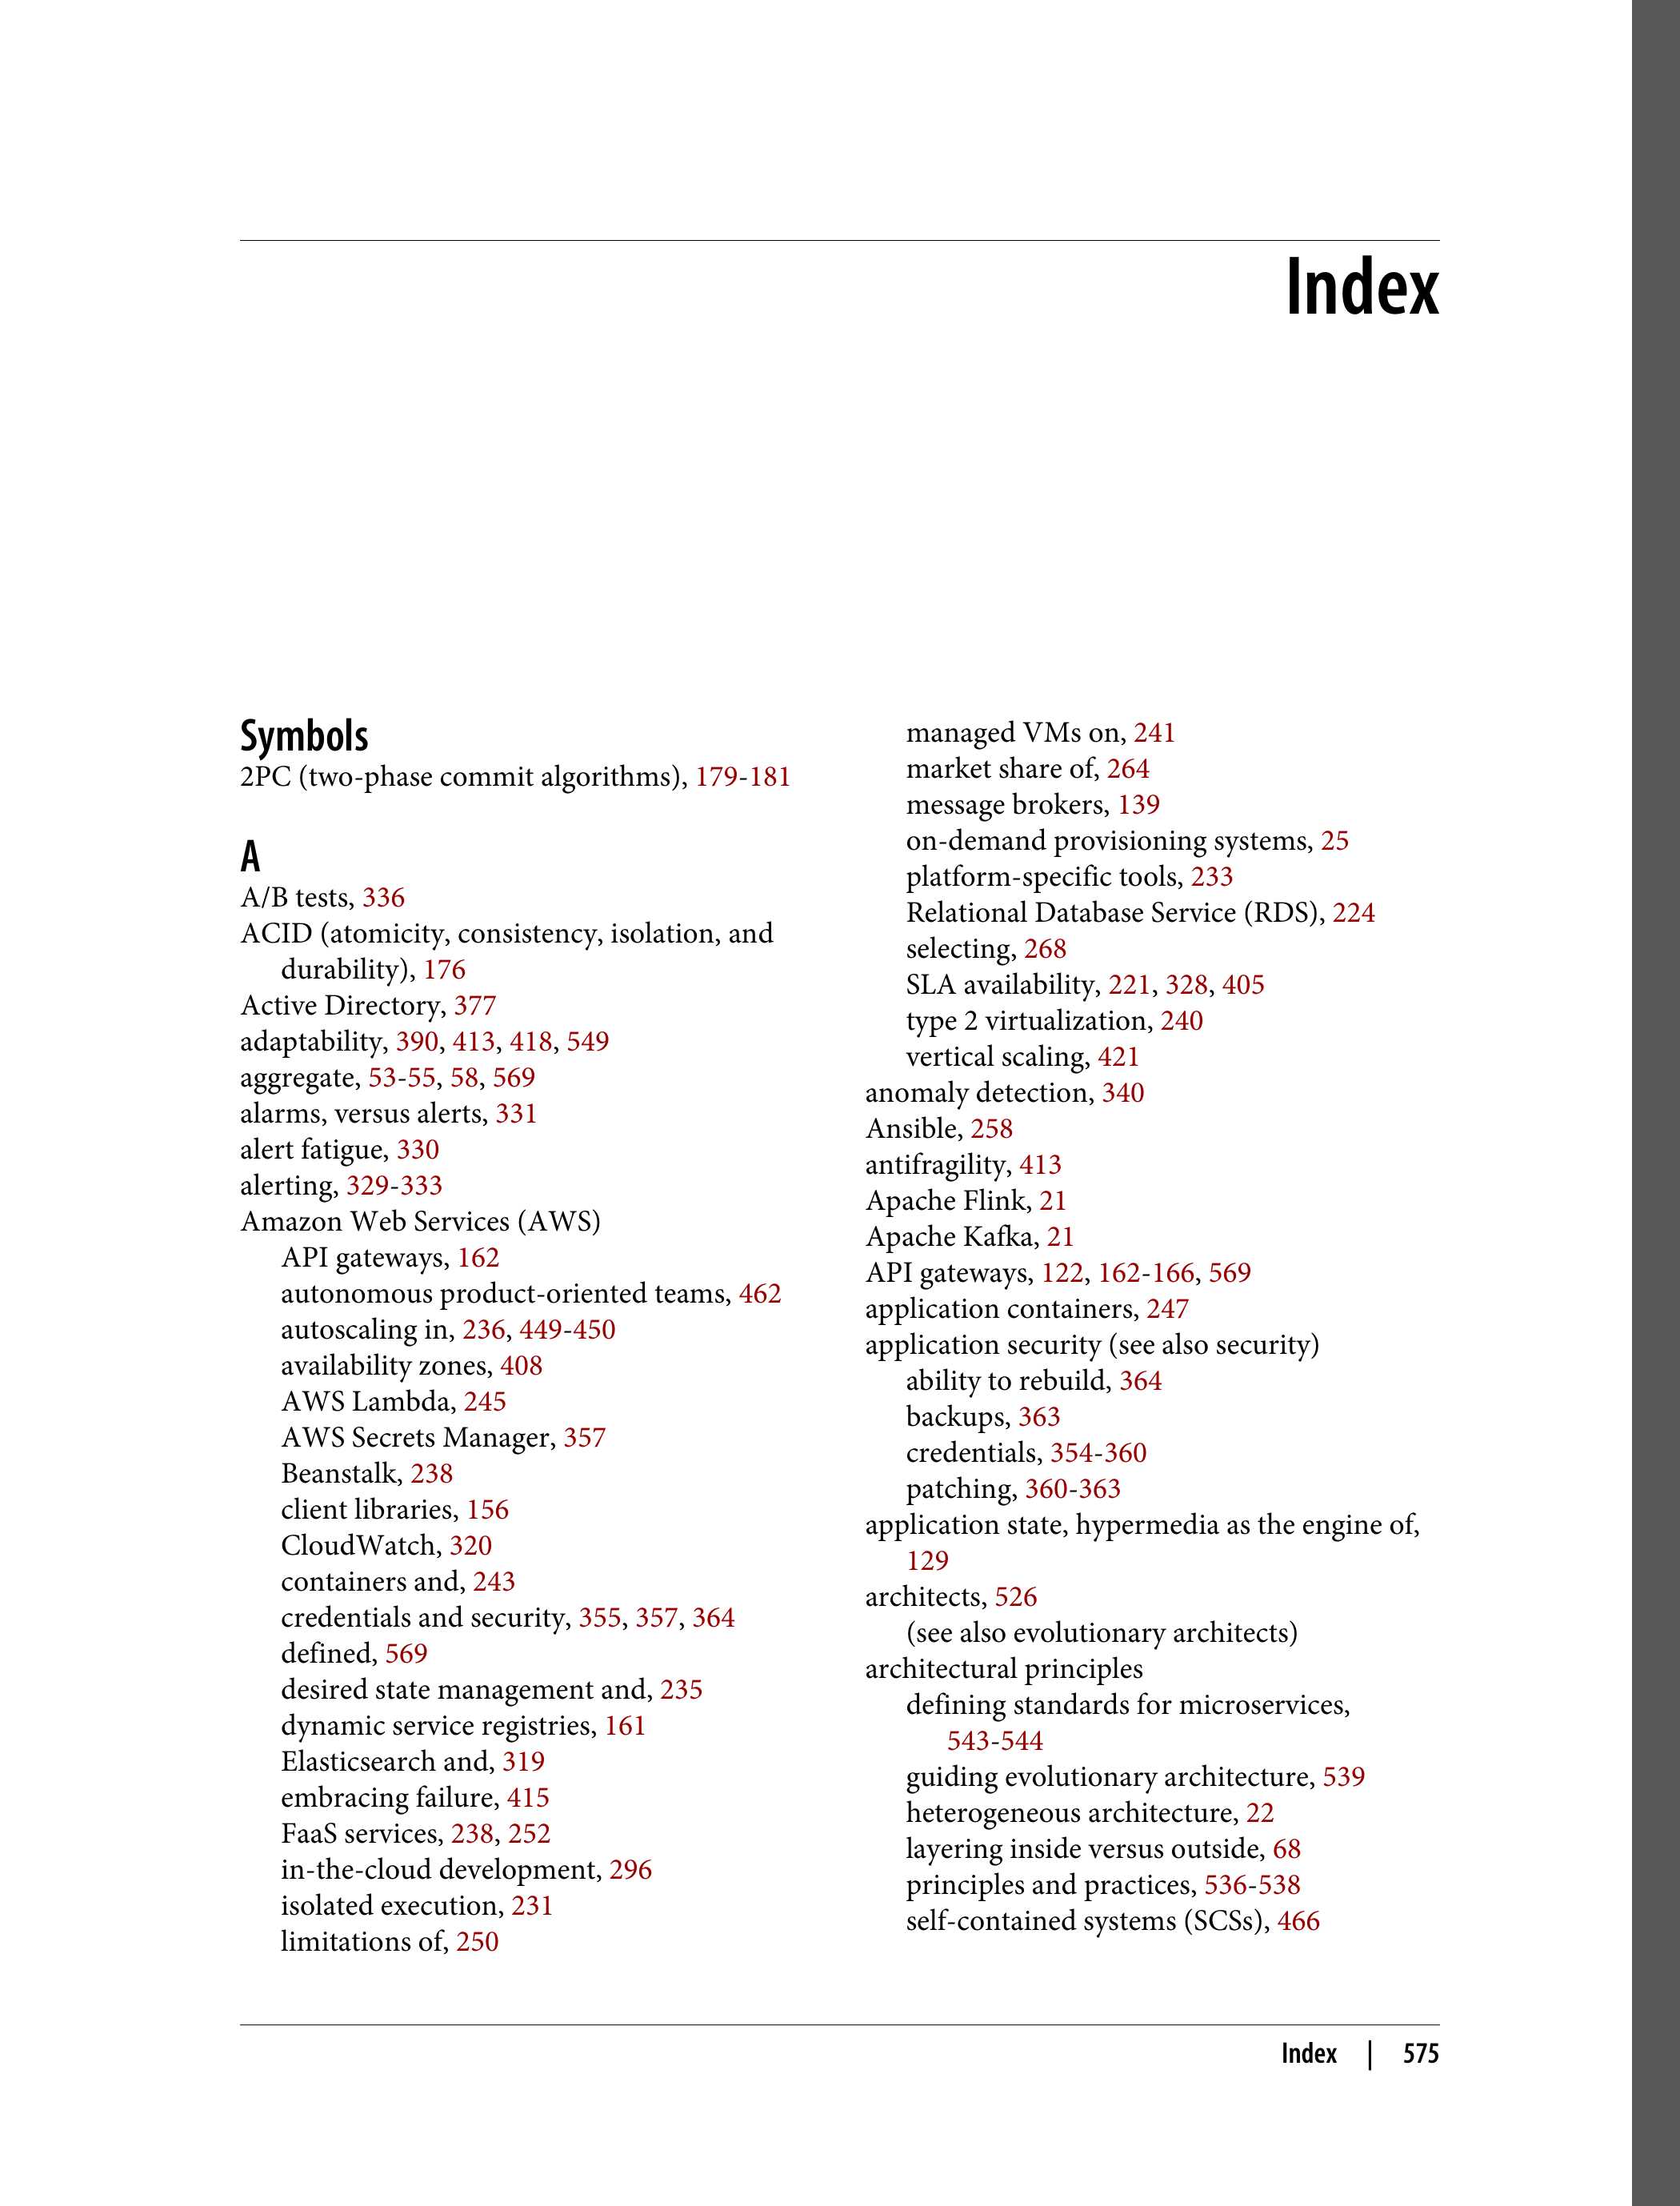 Index
Symbols
2PC (two-phase commit algorithms), 179-181
A
A/B tests, 336
ACID (atomicity, consistency, isolation, and
durability), 176
Active Directory, 377
adaptability, 390, 413, 418, 549
aggregate, 53-55, 58, 569
alarms, versus alerts, 331
alert fatigue, 330
alerting, 329-333
Amazon Web Services (AWS)
API gateways, 162
autonomous product-oriented teams, 462
autoscaling in, 236, 449-450
availability zones, 408
AWS Lambda, 245
AWS Secrets Manager, 357
Beanstalk, 238
client libraries, 156
CloudWatch, 320
containers and, 243
credentials and security, 355, 357, 364
defined, 569
desired state management and, 235
dynamic service registries, 161
Elasticsearch and, 319
embracing failure, 415
FaaS services, 238, 252
in-the-cloud development, 296
isolated execution, 231
limitations of, 250
managed VMs on, 241
market share of, 264
message brokers, 139
on-demand provisioning systems, 25
platform-specific tools, 233
Relational Database Service (RDS), 224
selecting, 268
SLA availability, 221, 328, 405
type 2 virtualization, 240
vertical scaling, 421
anomaly detection, 340
Ansible, 258
antifragility, 413
Apache Flink, 21
Apache Kafka, 21
API gateways, 122, 162-166, 569
application containers, 247
application security (see also security)
ability to rebuild, 364
backups, 363
credentials, 354-360
patching, 360-363
application state, hypermedia as the engine of,
129
architects, 526
(see also evolutionary architects)
architectural principles
defining standards for microservices,
543-544
guiding evolutionary architecture, 539
heterogeneous architecture, 22
layering inside versus outside, 68
principles and practices, 536-538
self-contained systems (SCSs), 466
Index | 575